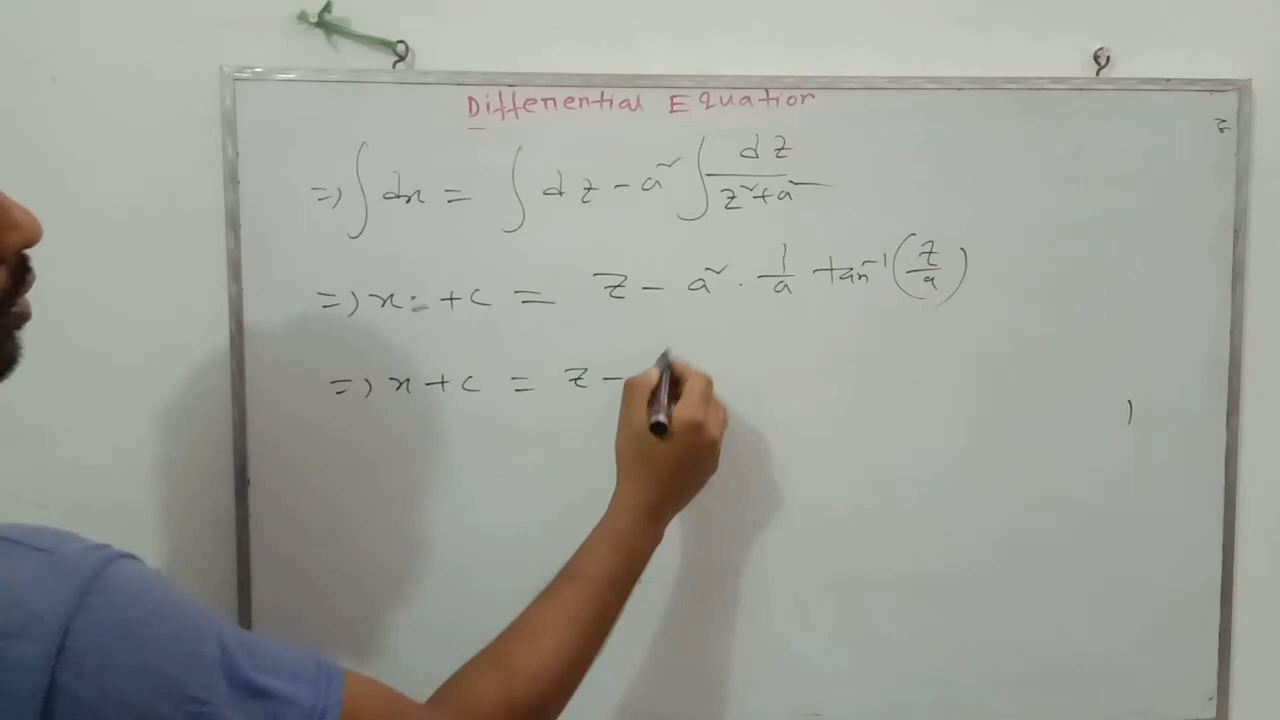 Differential Equation
=> ∫ dx = ∫ dz - a² ∫ dz / z² + a²
=> x + c = z - a² . 1/a tan⁻¹ (z/a)
=> x + c = z -